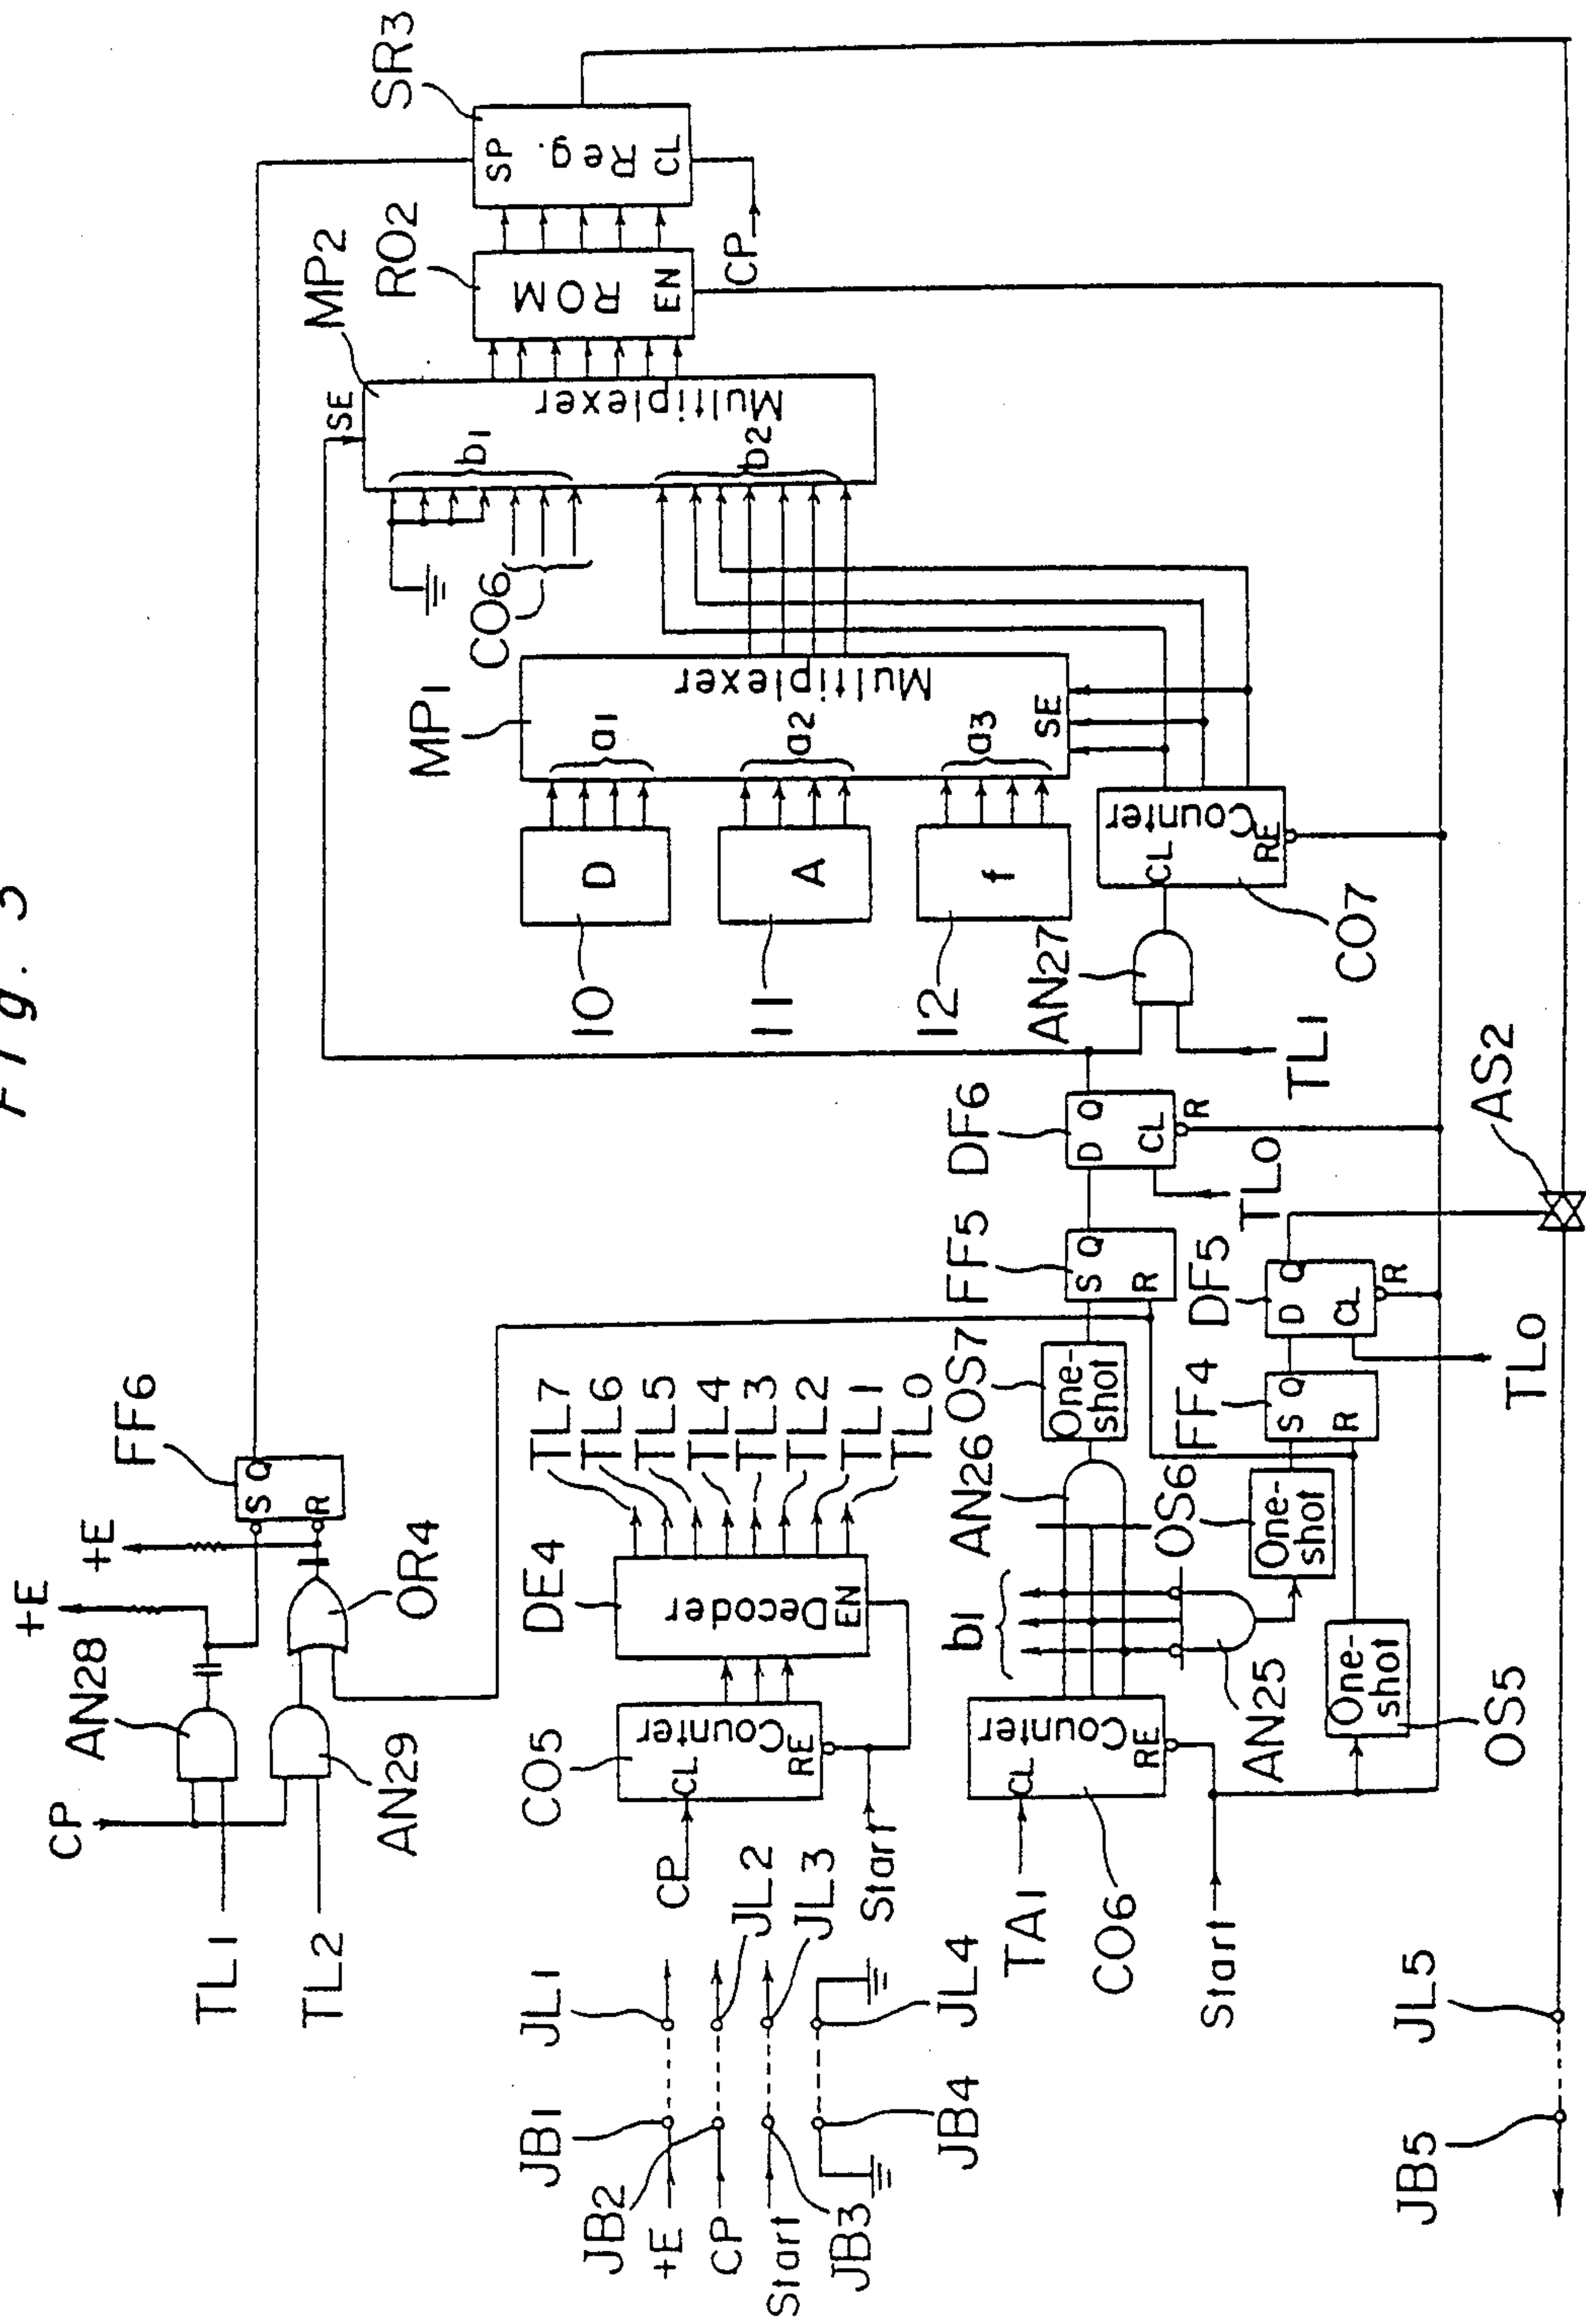 Fig. 3
SR3
SP
Reg.
CL
CP
RO2
ROM
EN
MP2
SE
Multiplexer
b1
b2
CO6
MP1
Multiplexer
a1
a2
a3
SE
D
A
f
10
11
12
Counter
CL
RE
CO7
AN27
TL1
DF6
D Q
CL
R
TL0
FF5
S Q
R
OS7
One-shot
AN26
AS2
DF5
D Q
CL
R
TL0
FF4
S Q
R
OS6
One-shot
OS5
One-shot
AN25
b1
FF6
S Q
R
+E
+E
OR4
AN28
AN29
CP
TL1
TL2
TL7
TL6
TL5
TL4
TL3
TL2
TL1
TL0
DE4
Decoder
EN
CO5
Counter
CL
RE
CP
Start
Counter
CL
RE
TA1
CO6
Start
JL1
JL2
JL3
JL4
JB1
JB2
JB3
JB4
+E
CP
Start
JL5
JB5